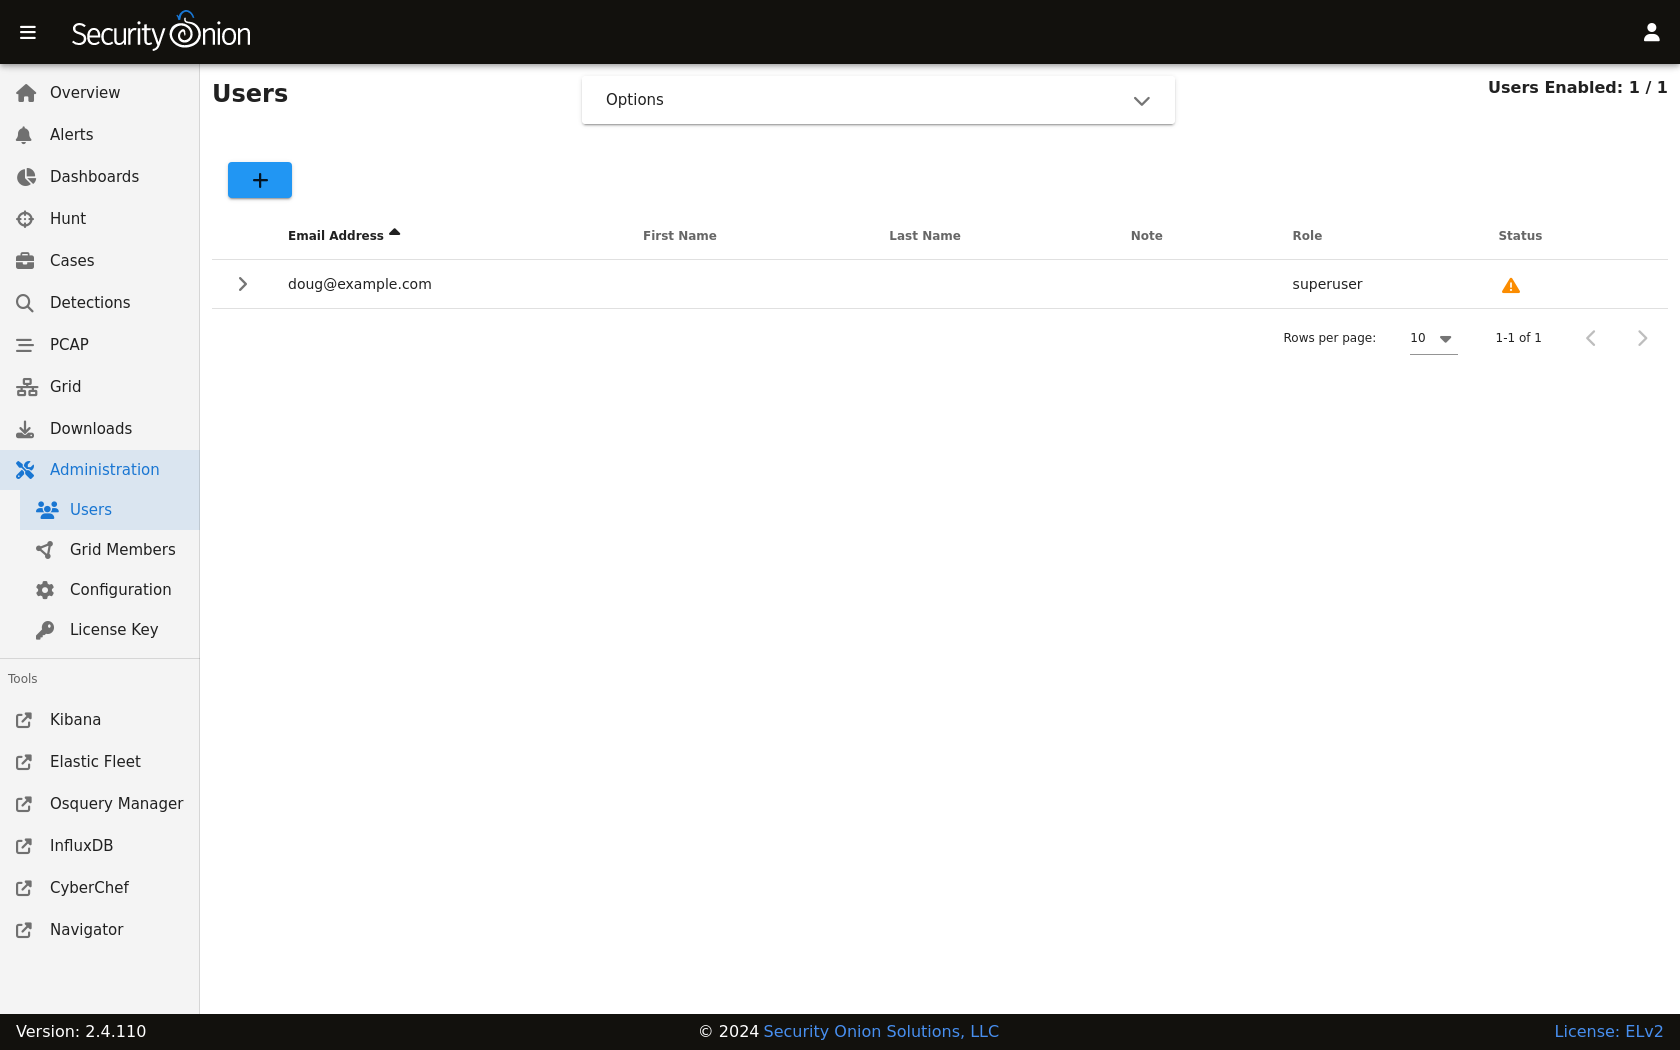 Security Onion
Overview
Alerts
Dashboards
Hunt
Cases
Detections
PCAP
Grid
Downloads
Administration
Users
Grid Members
Configuration
License Key
Tools
Kibana
Elastic Fleet
Osquery Manager
InfluxDB
CyberChef
Navigator
Users
Options
Users Enabled: 1 / 1
+
Email Address First Name Last Name Note Role Status
doug@example.com superuser
Rows per page: 10 1-1 of 1
Version: 2.4.110 © 2024 Security Onion Solutions, LLC License: ELv2